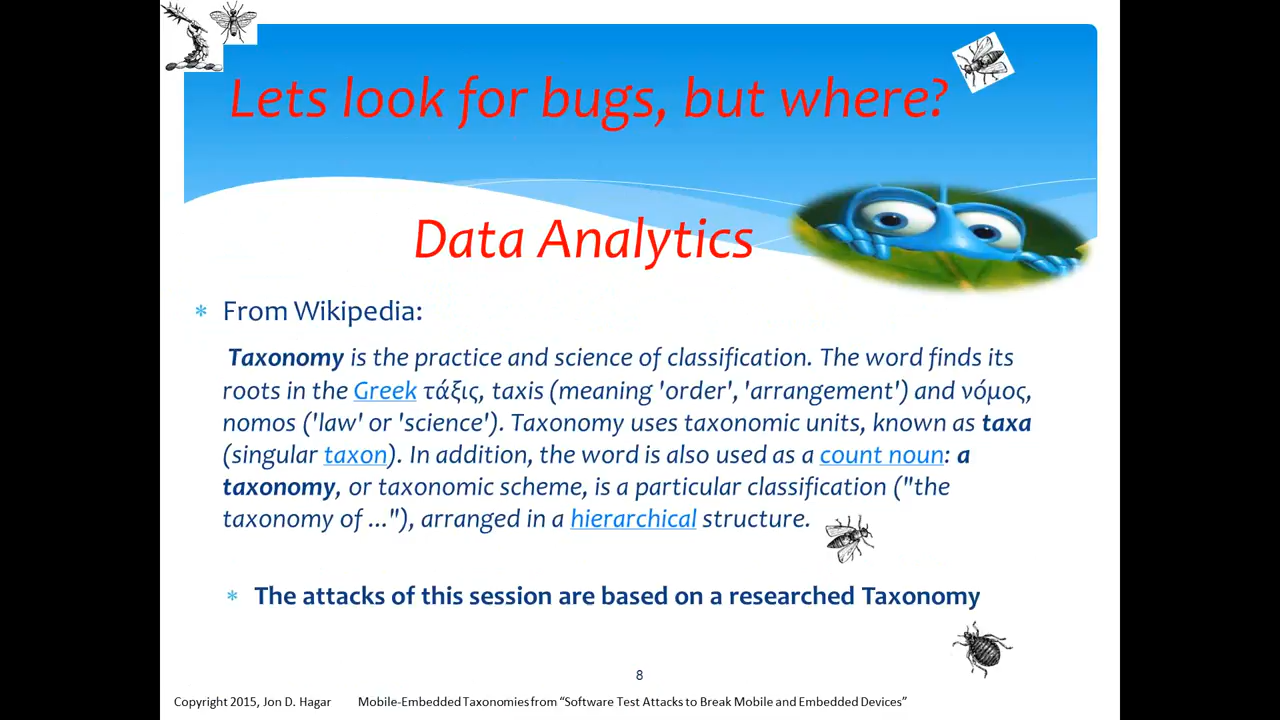 Lets look for bugs, but where?
Data Analytics
* From Wikipedia:
Taxonomy is the practice and science of classification. The word finds its
roots in the Greek τάξις, taxis (meaning 'order', 'arrangement') and νόμος,
nomos ('law' or 'science'). Taxonomy uses taxonomic units, known as taxa
(singular taxon). In addition, the word is also used as a count noun: a
taxonomy, or taxonomic scheme, is a particular classification ("the
taxonomy of ..."), arranged in a hierarchical structure.
* The attacks of this session are based on a researched Taxonomy
8
Copyright 2015, Jon D. Hagar Mobile-Embedded Taxonomies from “Software Test Attacks to Break Mobile and Embedded Devices”